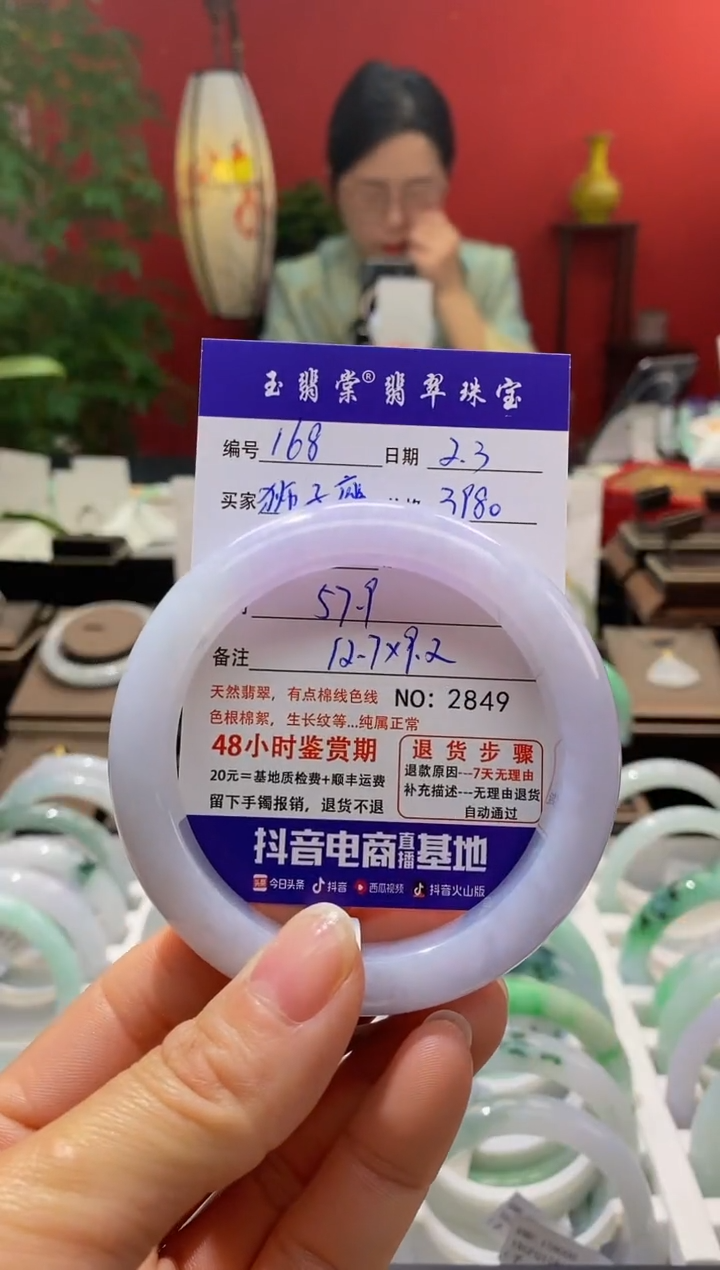 玉翡棠® 翡翠珠宝
编号 168 日期 2.3
买家 狮子座 3980
57.9
备注 12.7×9.2
天然翡翠，有点棉线色线 NO: 2849
色根棉絮，生长纹等...纯属正常
48小时鉴赏期
20元=基地质检费+顺丰运费
留下手镯报销，退货不退
退货步骤
退款原因---7天无理由
补充描述---无理由退货
自动通过
抖音电商直播基地
头条 今日头条 抖音 西瓜视频 抖音火山版